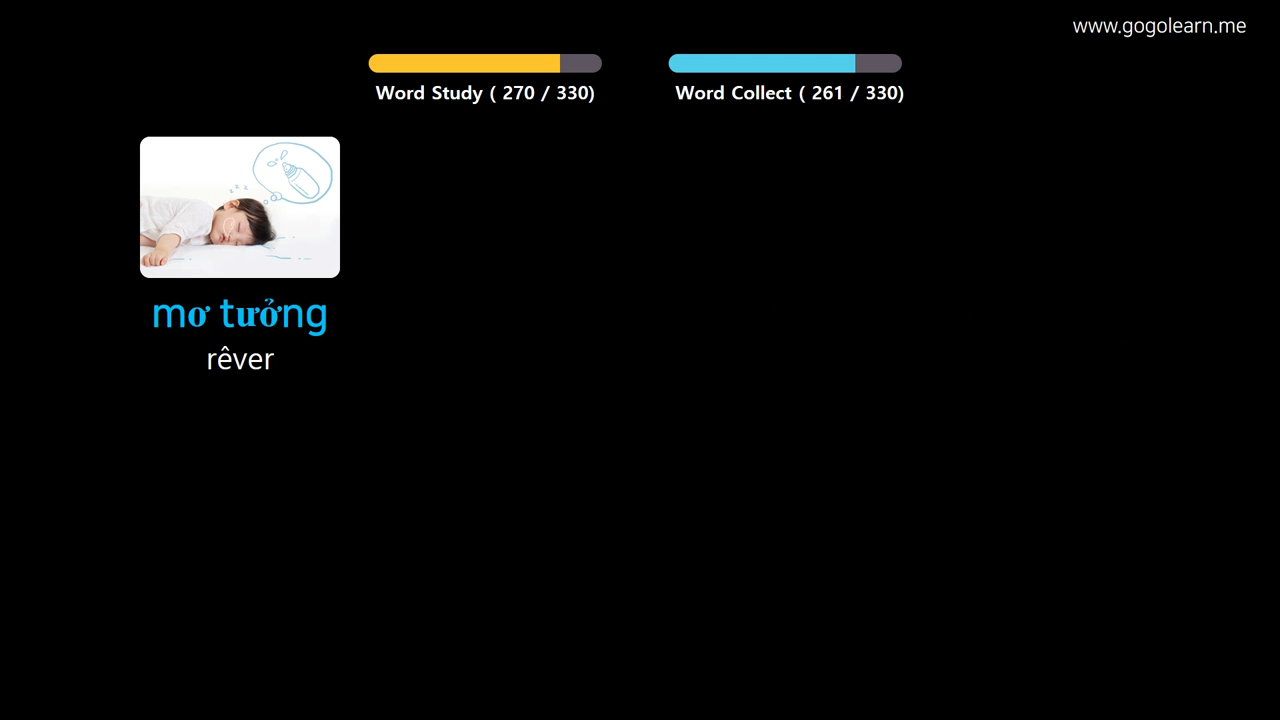 www.gogolearn.me
Word Study ( 270 / 330)
Word Collect ( 261 / 330)
z z z
mơ tưởng
rêver